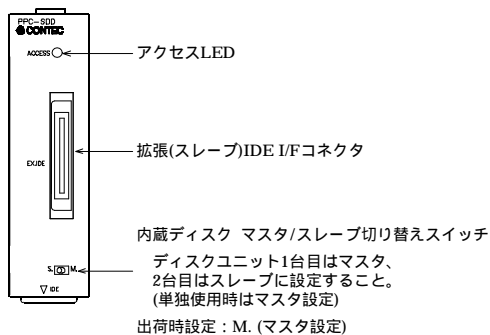 PPC-SDD
CONTEC
ACCESS
アクセスLED
EX.IDE
拡張(スレーブ)IDE I/Fコネクタ
内蔵ディスク マスタ/スレーブ切り替えスイッチ
S. M.
ディスクユニット1台目はマスタ、
2台目はスレーブに設定すること。
(単独使用時はマスタ設定)
▽ IDE
出荷時設定：M. (マスタ設定)